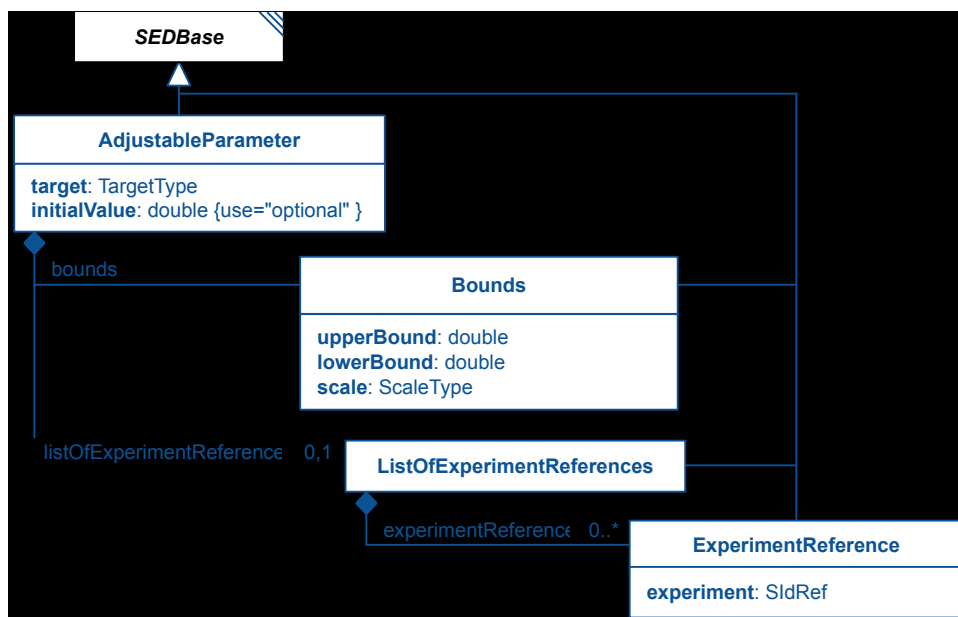 SEDBase
AdjustableParameter
target: TargetType
initialValue: double {use="optional" }
bounds
Bounds
upperBound: double
lowerBound: double
scale: ScaleType
listOfExperimentReference 0,1
ListOfExperimentReferences
experimentReference 0..*
ExperimentReference
experiment: SIdRef